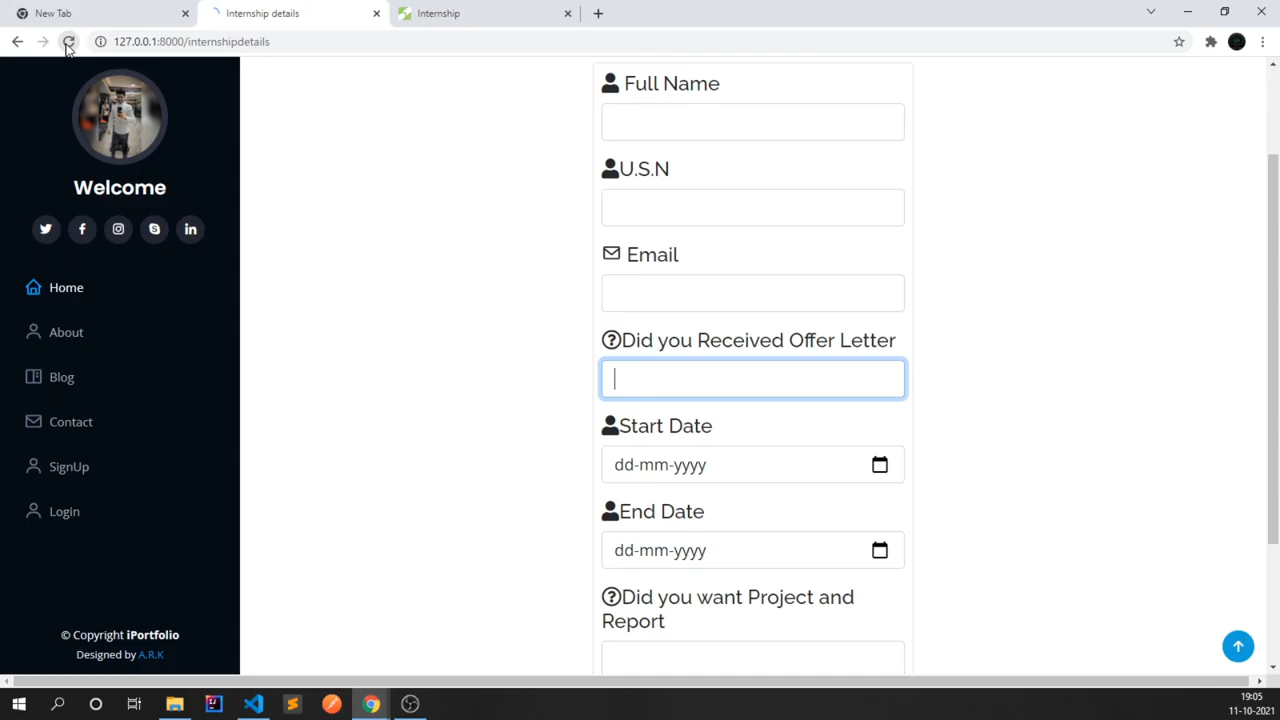 New Tab
Internship details
Internship
127.0.0.1:8000/internshipdetails
Welcome
Home
About
Blog
Contact
SignUp
Login
© Copyright iPortfolio
Designed by A.R.K
Full Name
U.S.N
Email
Did you Received Offer Letter
Start Date
dd-mm-yyyy
End Date
dd-mm-yyyy
Did you want Project and
Report
19:05
11-10-2021